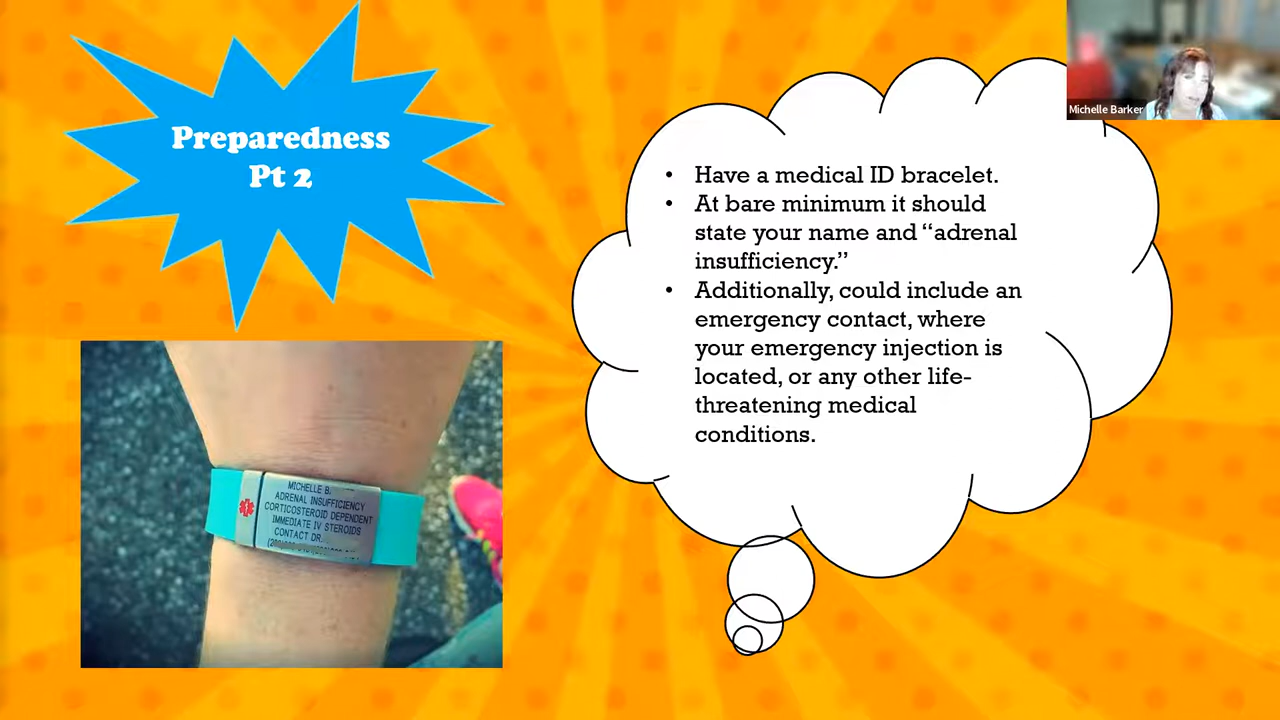 Preparedness
Pt 2
Michelle Barker
• Have a medical ID bracelet.
• At bare minimum it should
state your name and “adrenal
insufficiency.”
• Additionally, could include an
emergency contact, where
your emergency injection is
located, or any other life-
threatening medical
conditions.
MICHELLE B.
ADRENAL INSUFFICIENCY
CORTICOSTEROID DEPENDENT
IMMEDIATE IV STEROIDS
CONTACT DR.